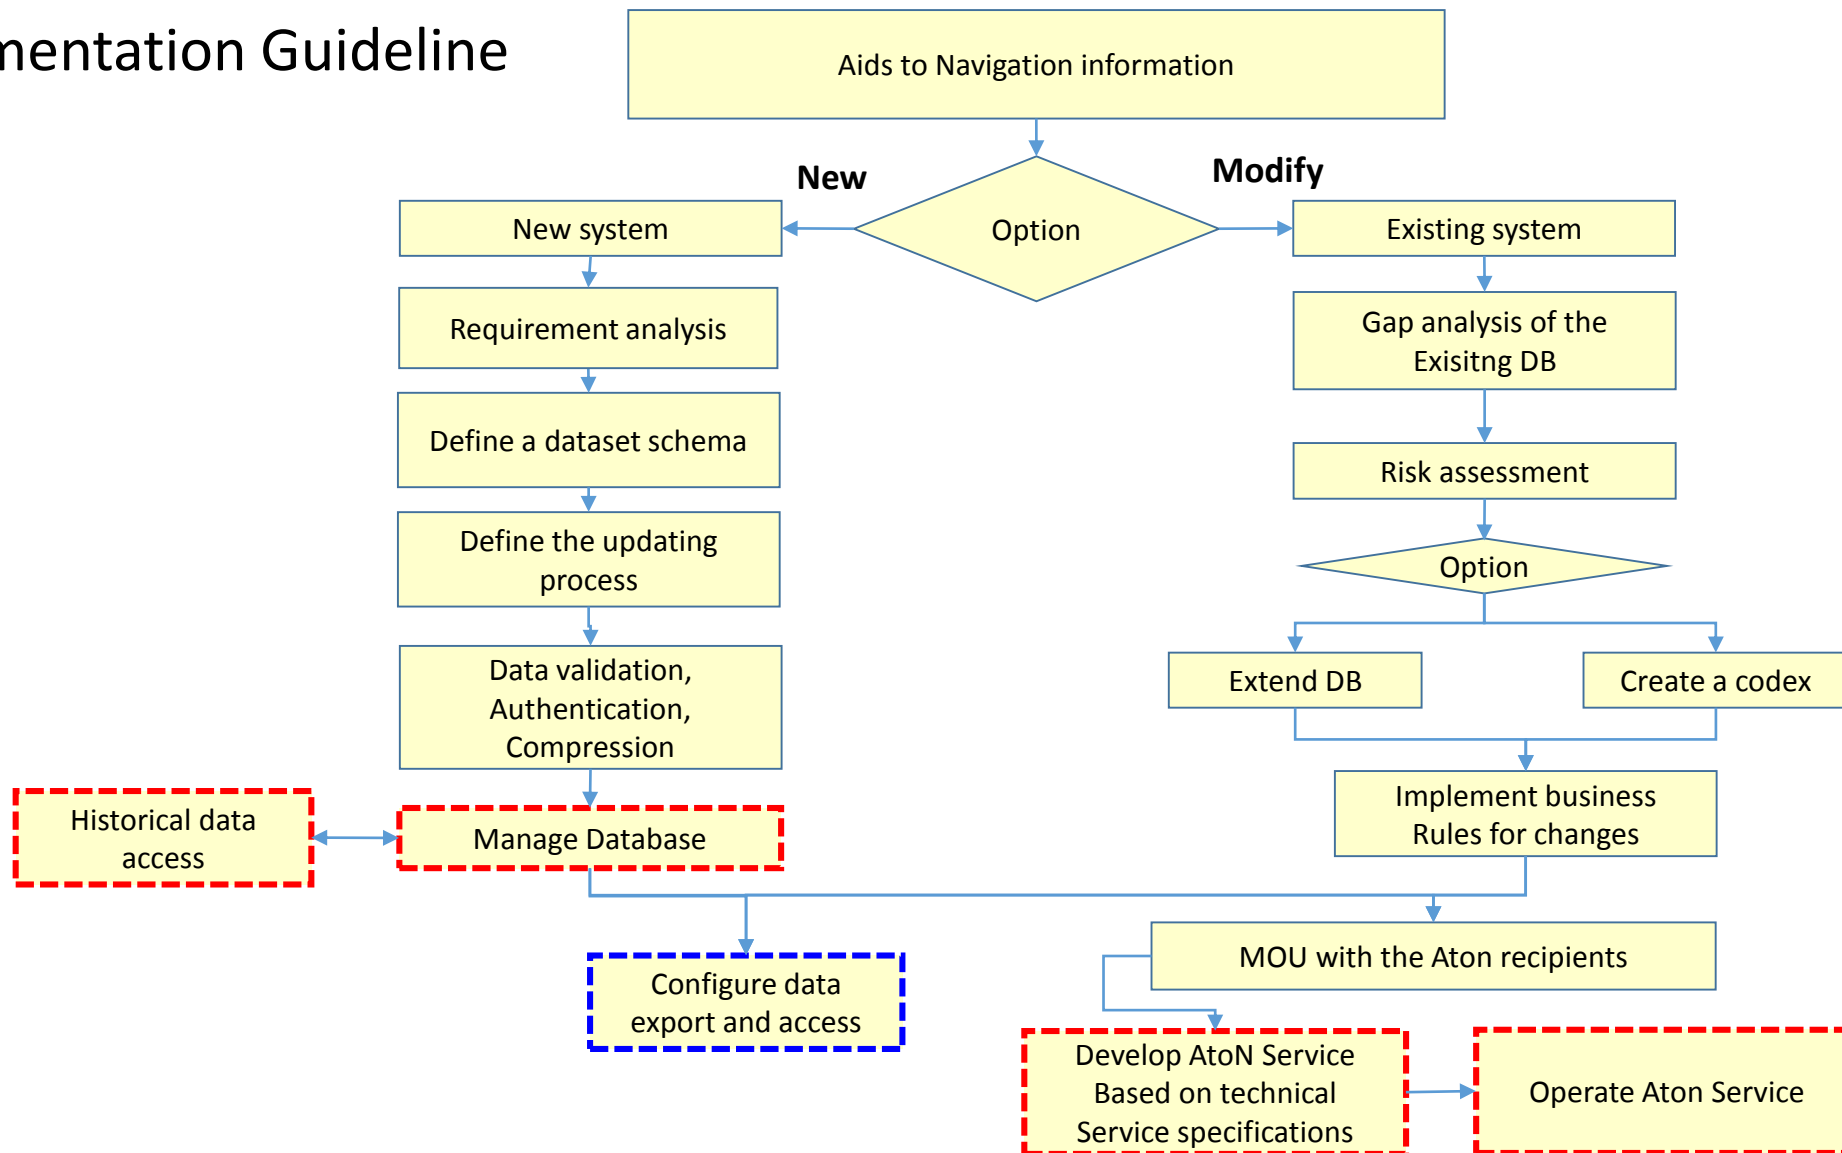 mentation Guideline
Aids to Navigation information
New
Modify
New system
Option
Existing system
Requirement analysis
Gap analysis of the
Exisitng DB
Define a dataset schema
Risk assessment
Define the updating
process
Option
Data validation,
Authentication,
Compression
Extend DB
Create a codex
Historical data
access
Manage Database
Implement business
Rules for changes
Configure data
export and access
MOU with the Aton recipients
Develop AtoN Service
Based on technical
Service specifications
Operate Aton Service